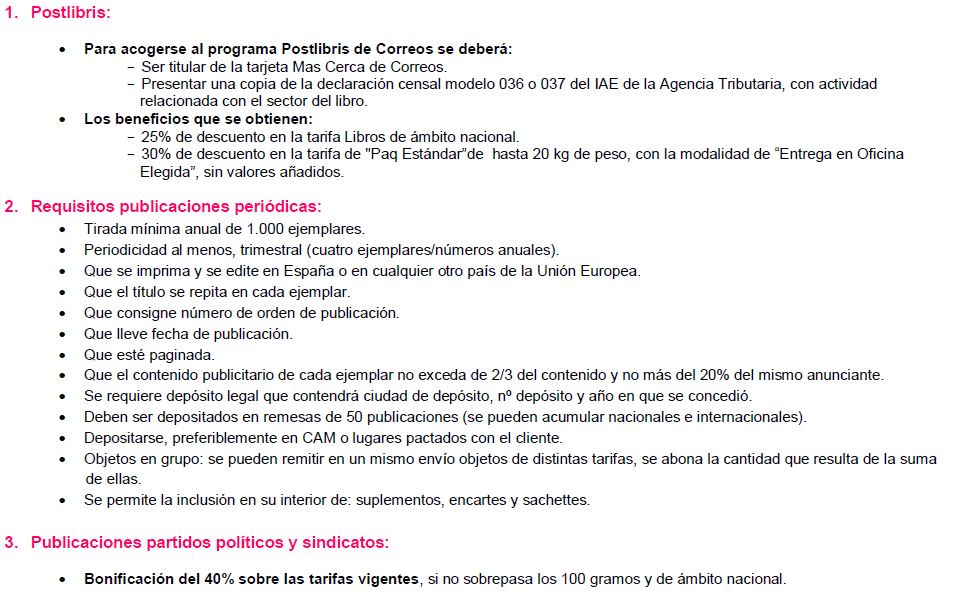 1. Postlibris:
• Para acogerse al programa Postlibris de Correos se deberá:
– Ser titular de la tarjeta Mas Cerca de Correos.
– Presentar una copia de la declaración censal modelo 036 o 037 del IAE de la Agencia Tributaria, con actividad
relacionada con el sector del libro.
• Los beneficios que se obtienen:
– 25% de descuento en la tarifa Libros de ámbito nacional.
– 30% de descuento en la tarifa de "Paq Estándar”de hasta 20 kg de peso, con la modalidad de “Entrega en Oficina
Elegida”, sin valores añadidos.
2. Requisitos publicaciones periódicas:
• Tirada mínima anual de 1.000 ejemplares.
• Periodicidad al menos, trimestral (cuatro ejemplares/números anuales).
• Que se imprima y se edite en España o en cualquier otro país de la Unión Europea.
• Que el título se repita en cada ejemplar.
• Que consigne número de orden de publicación.
• Que lleve fecha de publicación.
• Que esté paginada.
• Que el contenido publicitario de cada ejemplar no exceda de 2/3 del contenido y no más del 20% del mismo anunciante.
• Se requiere depósito legal que contendrá ciudad de depósito, nº depósito y año en que se concedió.
• Deben ser depositados en remesas de 50 publicaciones (se pueden acumular nacionales e internacionales).
• Depositarse, preferiblemente en CAM o lugares pactados con el cliente.
• Objetos en grupo: se pueden remitir en un mismo envío objetos de distintas tarifas, se abona la cantidad que resulta de la suma
de ellas.
• Se permite la inclusión en su interior de: suplementos, encartes y sachettes.
3. Publicaciones partidos políticos y sindicatos:
• Bonificación del 40% sobre las tarifas vigentes, si no sobrepasa los 100 gramos y de ámbito nacional.